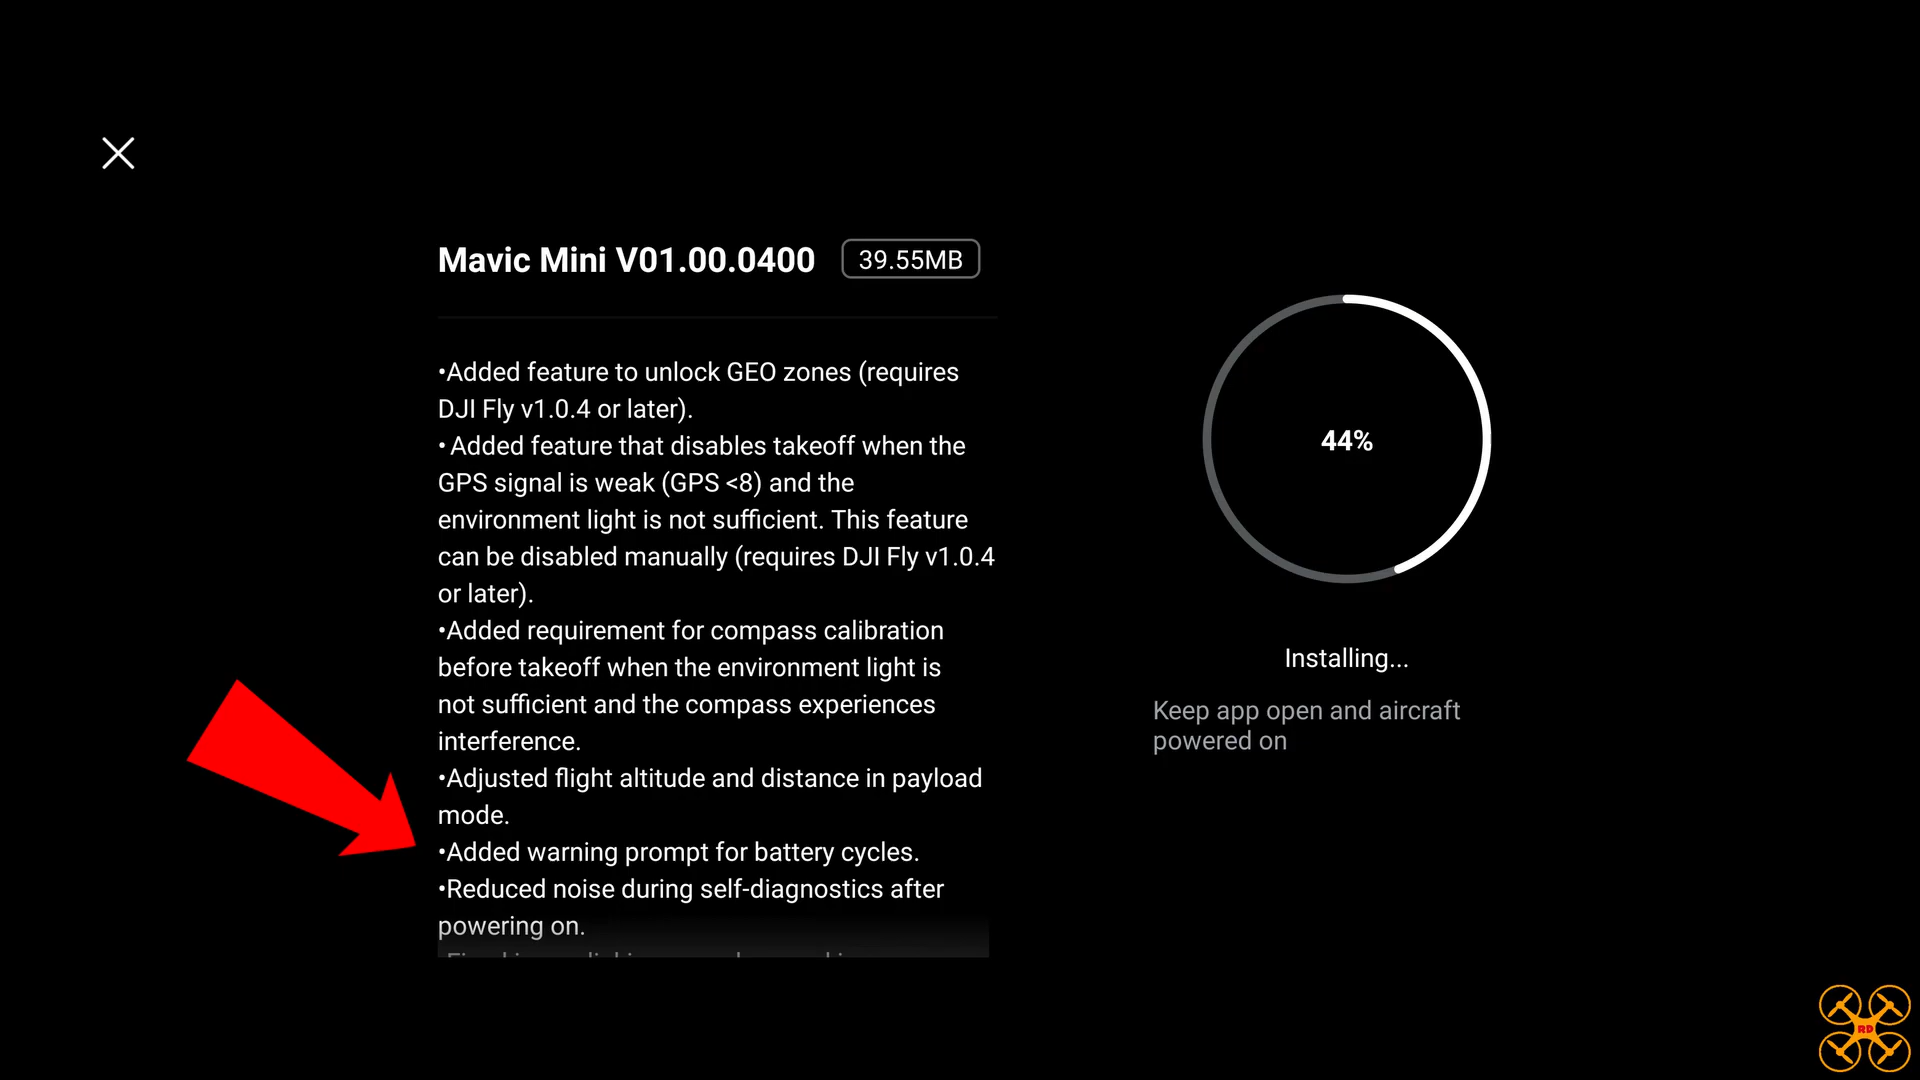 Mavic Mini V01.00.0400 39.55MB
•Added feature to unlock GEO zones (requires
DJI Fly v1.0.4 or later).
• Added feature that disables takeoff when the
GPS signal is weak (GPS <8) and the
environment light is not sufficient. This feature
can be disabled manually (requires DJI Fly v1.0.4
or later).
•Added requirement for compass calibration
before takeoff when the environment light is
not sufficient and the compass experiences
interference.
•Adjusted flight altitude and distance in payload
mode.
•Added warning prompt for battery cycles.
•Reduced noise during self-diagnostics after
powering on.
44%
Installing...
Keep app open and aircraft
powered on
RD